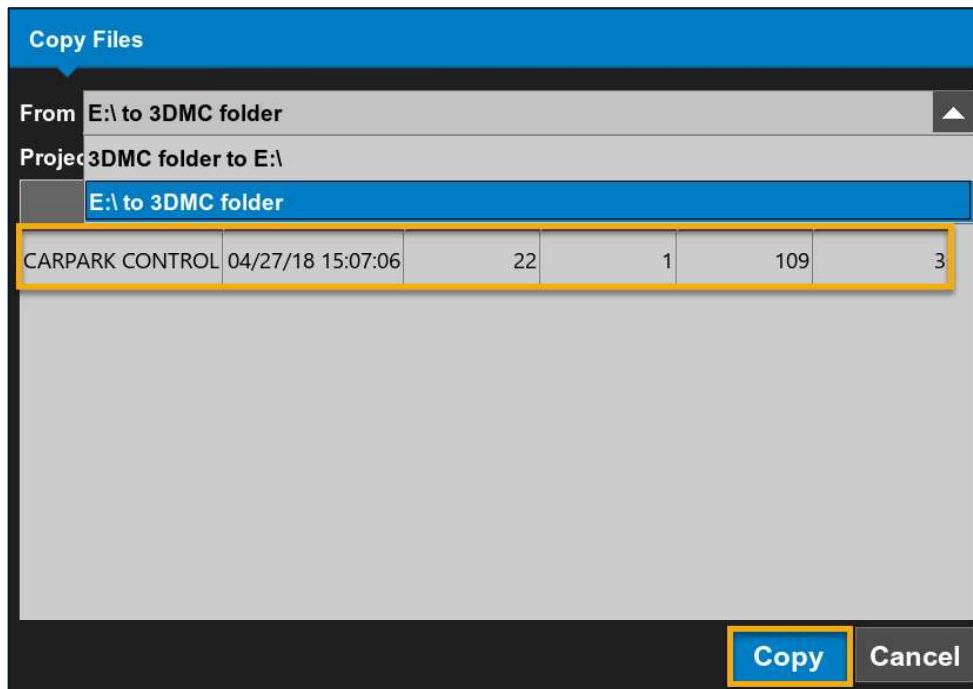 Copy Files
From E:\ to 3DMC folder
Projec 3DMC folder to E:\
E:\ to 3DMC folder
CARPARK CONTROL 04/27/18 15:07:06 22 1 109 3
Copy Cancel